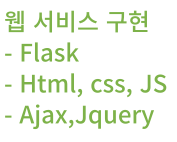 웹 서비스 구현
- Flask
- Html, css, JS
- Ajax,Jquery